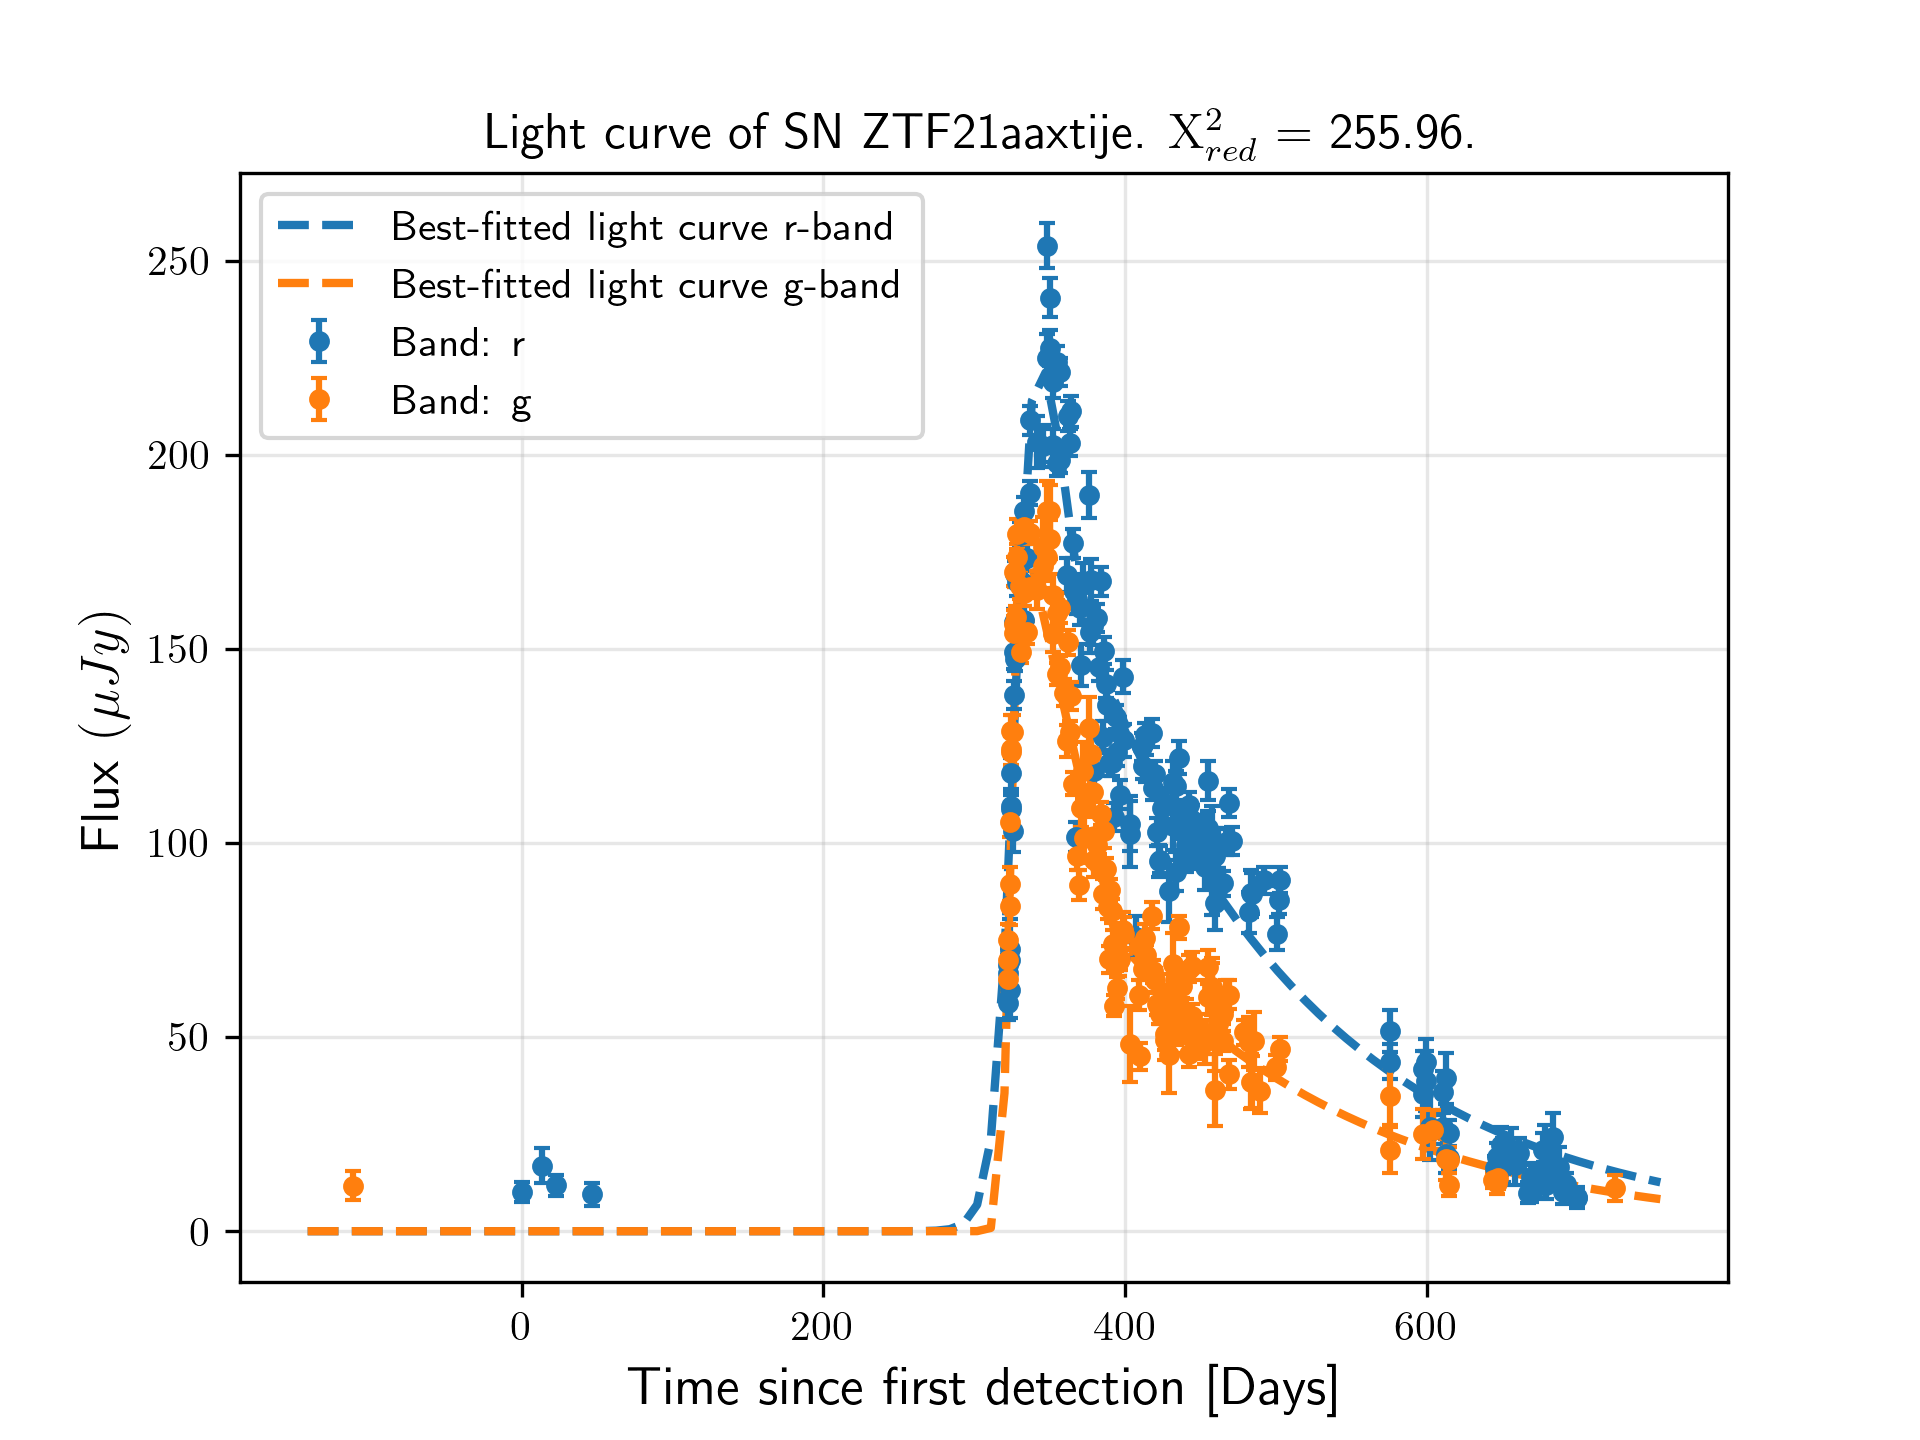 Light curve of SN ZTF21aaxtije. X²_red = 255.96.
Best-fitted light curve r-band
Best-fitted light curve g-band
Band: r
Band: g
250
200
150
100
50
0
Flux (μJy)
0 200 400 600
Time since first detection [Days]